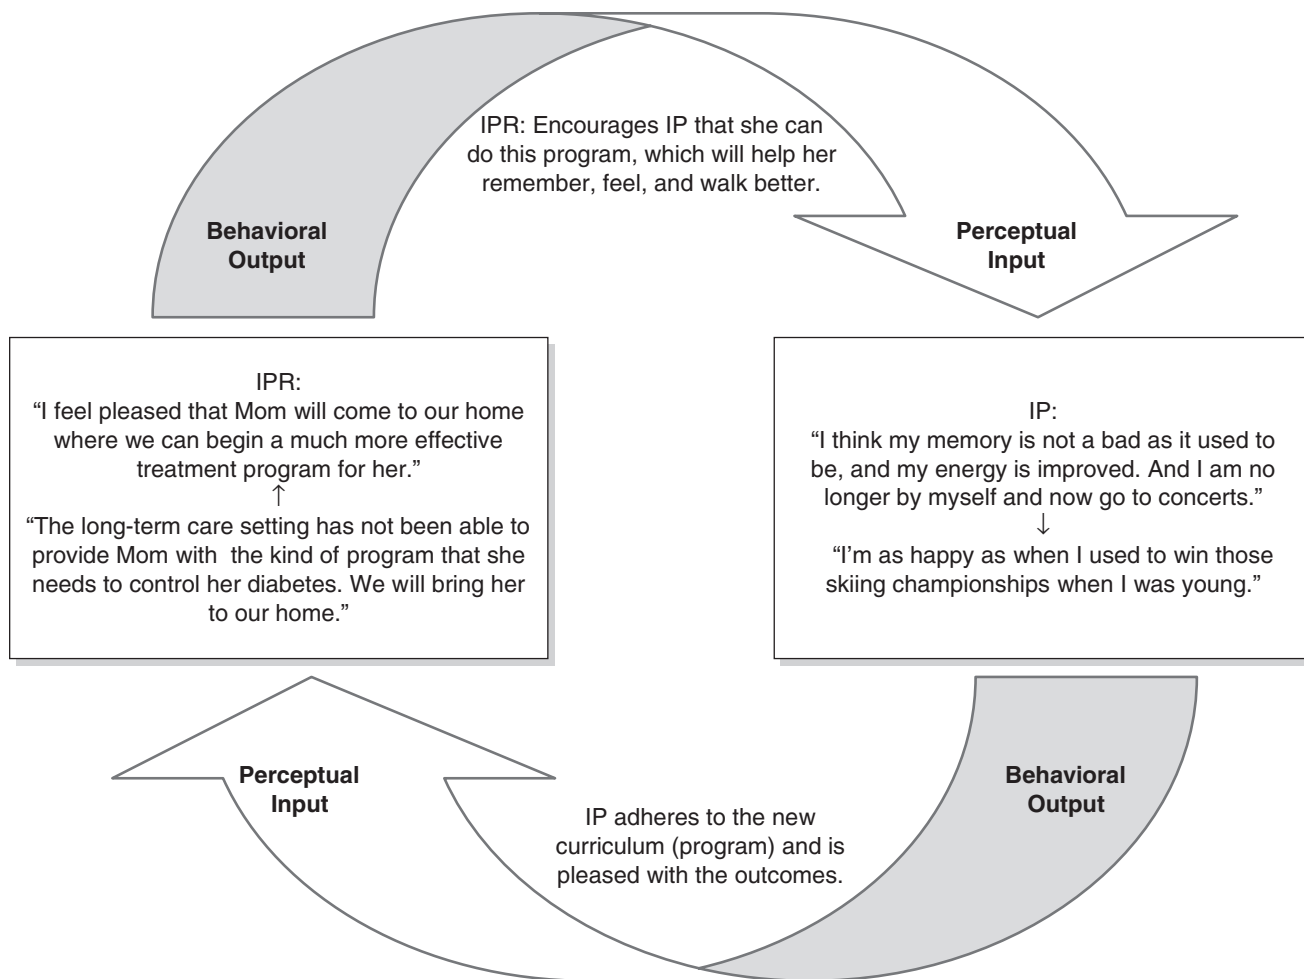 IPR: Encourages IP that she can
do this program, which will help her
remember, feel, and walk better.
Behavioral
Output
Perceptual
Input
IPR:
“I feel pleased that Mom will come to our home
where we can begin a much more effective
treatment program for her.”
↑
“The long-term care setting has not been able to
provide Mom with the kind of program that she
needs to control her diabetes. We will bring her
to our home.”
IP:
“I think my memory is not a bad as it used to
be, and my energy is improved. And I am no
longer by myself and now go to concerts.”
↓
“I’m as happy as when I used to win those
skiing championships when I was young.”
Perceptual
Input
Behavioral
Output
IP adheres to the new
curriculum (program) and is
pleased with the outcomes.